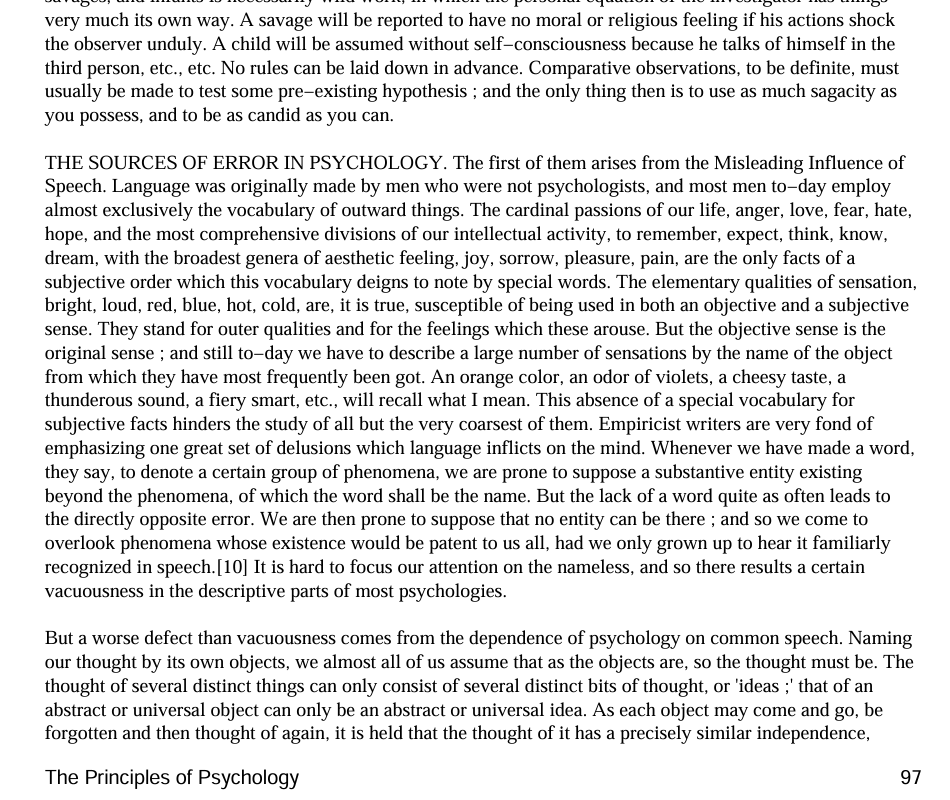 savages, and infants is necessarily wild work, in which the personal equation of the investigator has things
very much its own way. A savage will be reported to have no moral or religious feeling if his actions shock
the observer unduly. A child will be assumed without self−consciousness because he talks of himself in the
third person, etc., etc. No rules can be laid down in advance. Comparative observations, to be definite, must
usually be made to test some pre−existing hypothesis ; and the only thing then is to use as much sagacity as
you possess, and to be as candid as you can.
THE SOURCES OF ERROR IN PSYCHOLOGY. The first of them arises from the Misleading Influence of
Speech. Language was originally made by men who were not psychologists, and most men to−day employ
almost exclusively the vocabulary of outward things. The cardinal passions of our life, anger, love, fear, hate,
hope, and the most comprehensive divisions of our intellectual activity, to remember, expect, think, know,
dream, with the broadest genera of aesthetic feeling, joy, sorrow, pleasure, pain, are the only facts of a
subjective order which this vocabulary deigns to note by special words. The elementary qualities of sensation,
bright, loud, red, blue, hot, cold, are, it is true, susceptible of being used in both an objective and a subjective
sense. They stand for outer qualities and for the feelings which these arouse. But the objective sense is the
original sense ; and still to−day we have to describe a large number of sensations by the name of the object
from which they have most frequently been got. An orange color, an odor of violets, a cheesy taste, a
thunderous sound, a fiery smart, etc., will recall what I mean. This absence of a special vocabulary for
subjective facts hinders the study of all but the very coarsest of them. Empiricist writers are very fond of
emphasizing one great set of delusions which language inflicts on the mind. Whenever we have made a word,
they say, to denote a certain group of phenomena, we are prone to suppose a substantive entity existing
beyond the phenomena, of which the word shall be the name. But the lack of a word quite as often leads to
the directly opposite error. We are then prone to suppose that no entity can be there ; and so we come to
overlook phenomena whose existence would be patent to us all, had we only grown up to hear it familiarly
recognized in speech.[10] It is hard to focus our attention on the nameless, and so there results a certain
vacuousness in the descriptive parts of most psychologies.
But a worse defect than vacuousness comes from the dependence of psychology on common speech. Naming
our thought by its own objects, we almost all of us assume that as the objects are, so the thought must be. The
thought of several distinct things can only consist of several distinct bits of thought, or 'ideas ;' that of an
abstract or universal object can only be an abstract or universal idea. As each object may come and go, be
forgotten and then thought of again, it is held that the thought of it has a precisely similar independence,
The Principles of Psychology 97